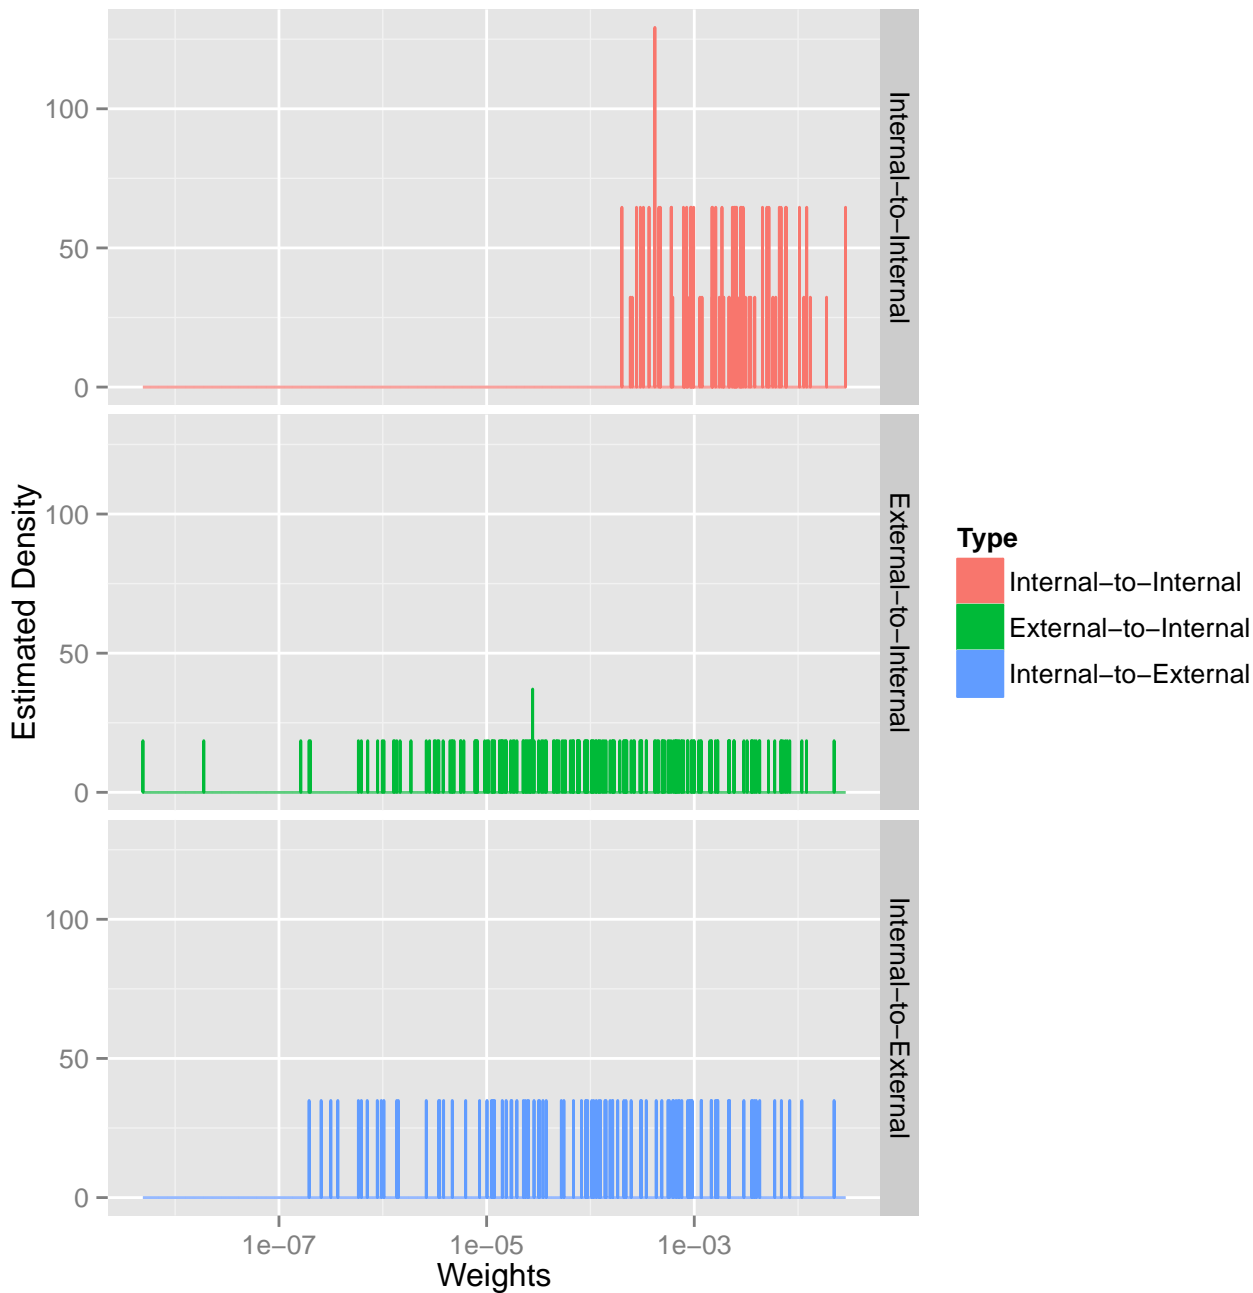 Estimated Density
100
50
0
Internal−to−Internal
100
50
0
External−to−Internal
100
50
0
Internal−to−External
1e−07
1e−05
1e−03
Weights
Type
Internal−to−Internal
External−to−Internal
Internal−to−External